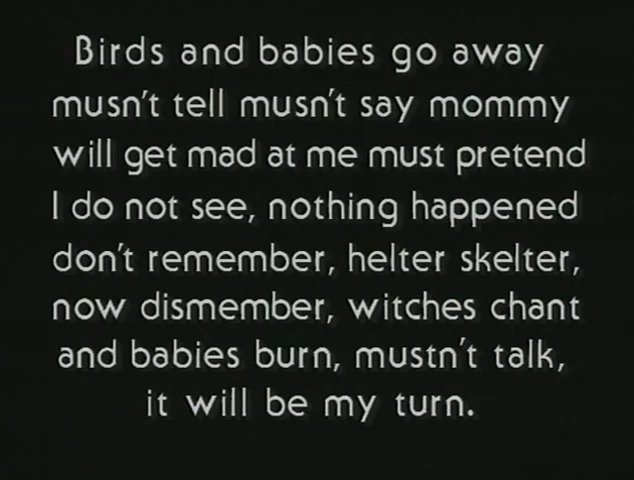 Birds and babies go away
musn't tell musn't say mommy
will get mad at me must pretend
I do not see, nothing happened
don't remember, helter skelter,
now dismember, witches chant
and babies burn, mustn't talk,
it will be my turn.